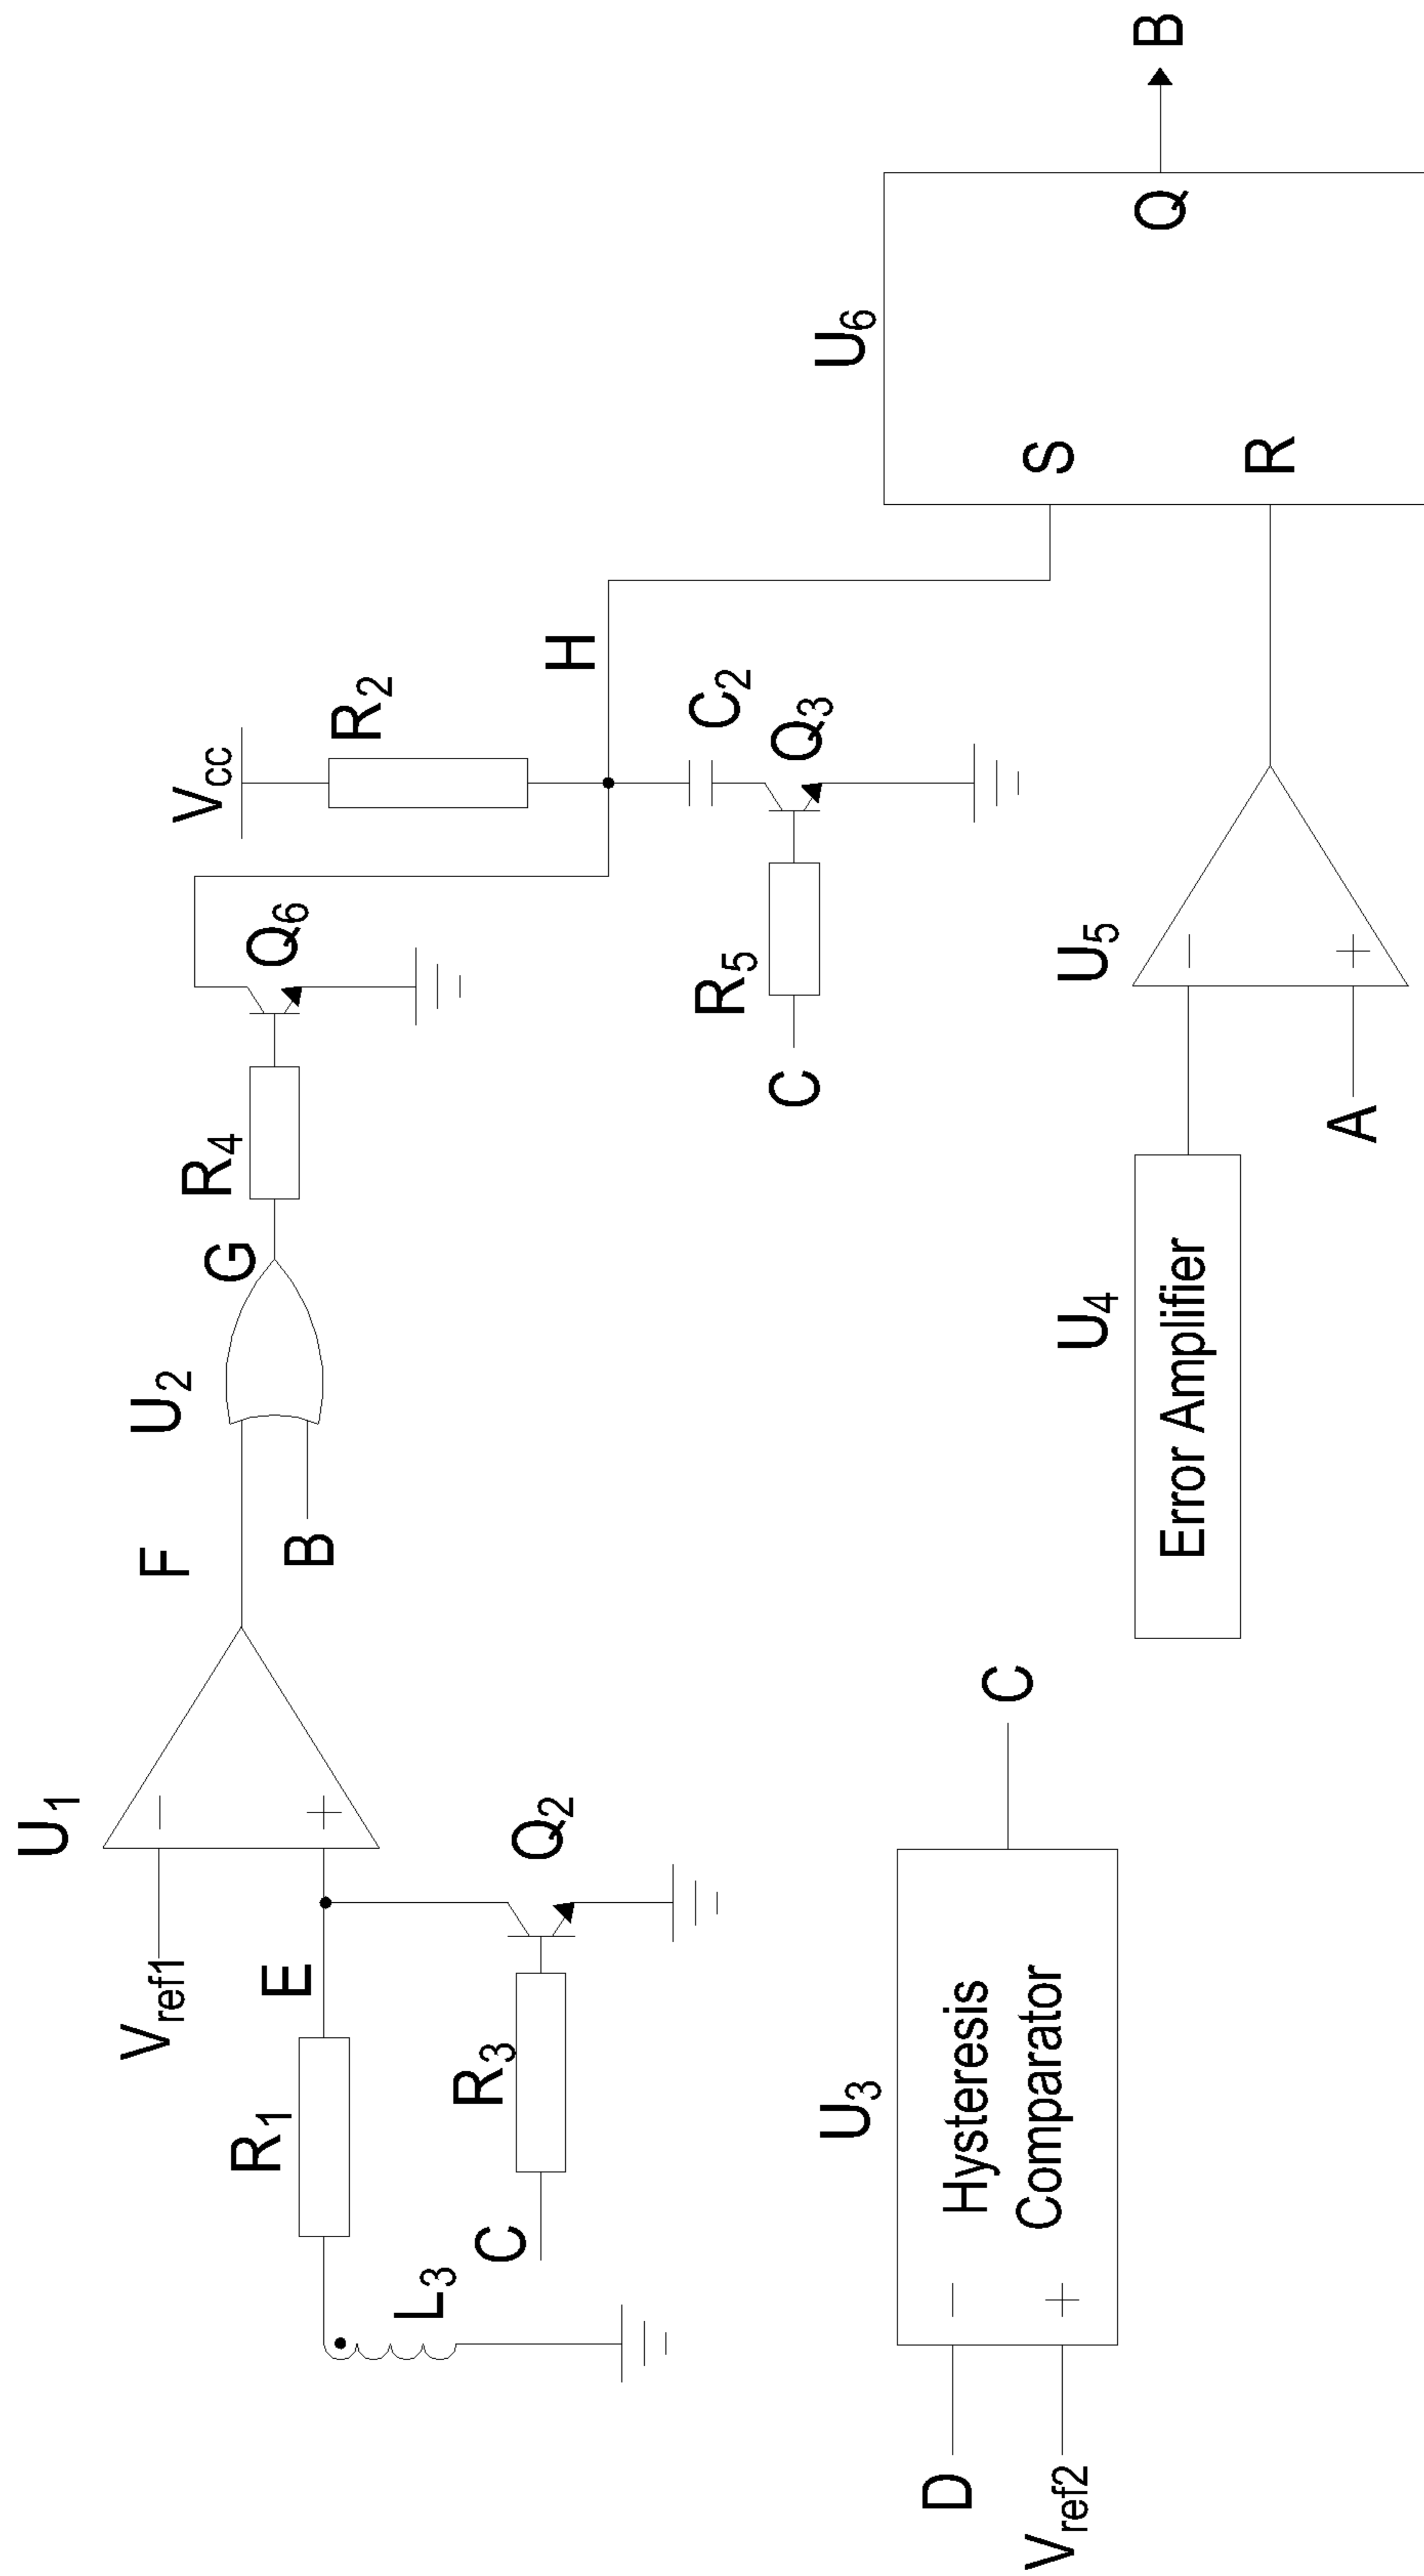 U1
Vref1
−
+
F
E
R1
L3
C
R3
Q2
U2
B
G
R4
Q6
Vcc
R2
H
C2
Q3
R5
C
U3
D
−
Vref2
+
Hysteresis
Comparator
C
U4
Error Amplifier
U5
−
+
A
U6
S
R
Q
B